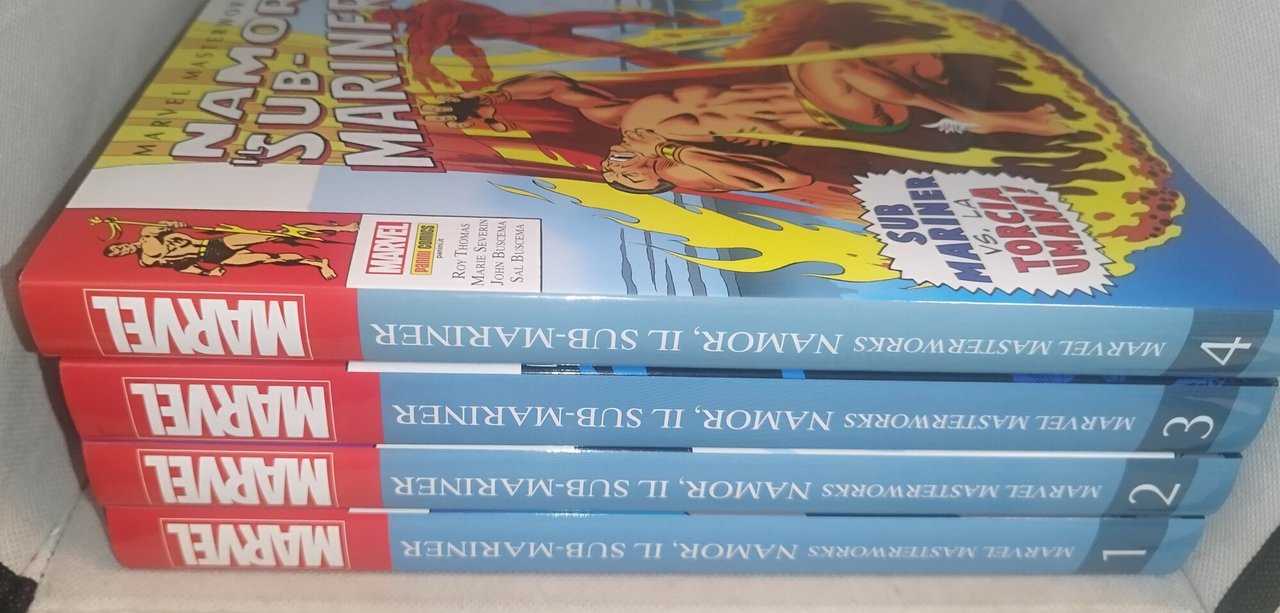 MARVEL MASTERWORKS
NAMOR
IL SUB-
MARINER
MARVEL
panini comics
panini.it
ROY THOMAS
MARIE SEVERIN
JOHN BUSCEMA
SAL BUSCEMA
SUB
MARINER
VS. LA
TORCIA
UMANA!
MARVEL MASTERWORKS NAMOR, IL SUB-MARINER MARVEL
4
MARVEL MASTERWORKS NAMOR, IL SUB-MARINER MARVEL
3
MARVEL MASTERWORKS NAMOR, IL SUB-MARINER MARVEL
2
MARVEL MASTERWORKS NAMOR, IL SUB-MARINER MARVEL
1